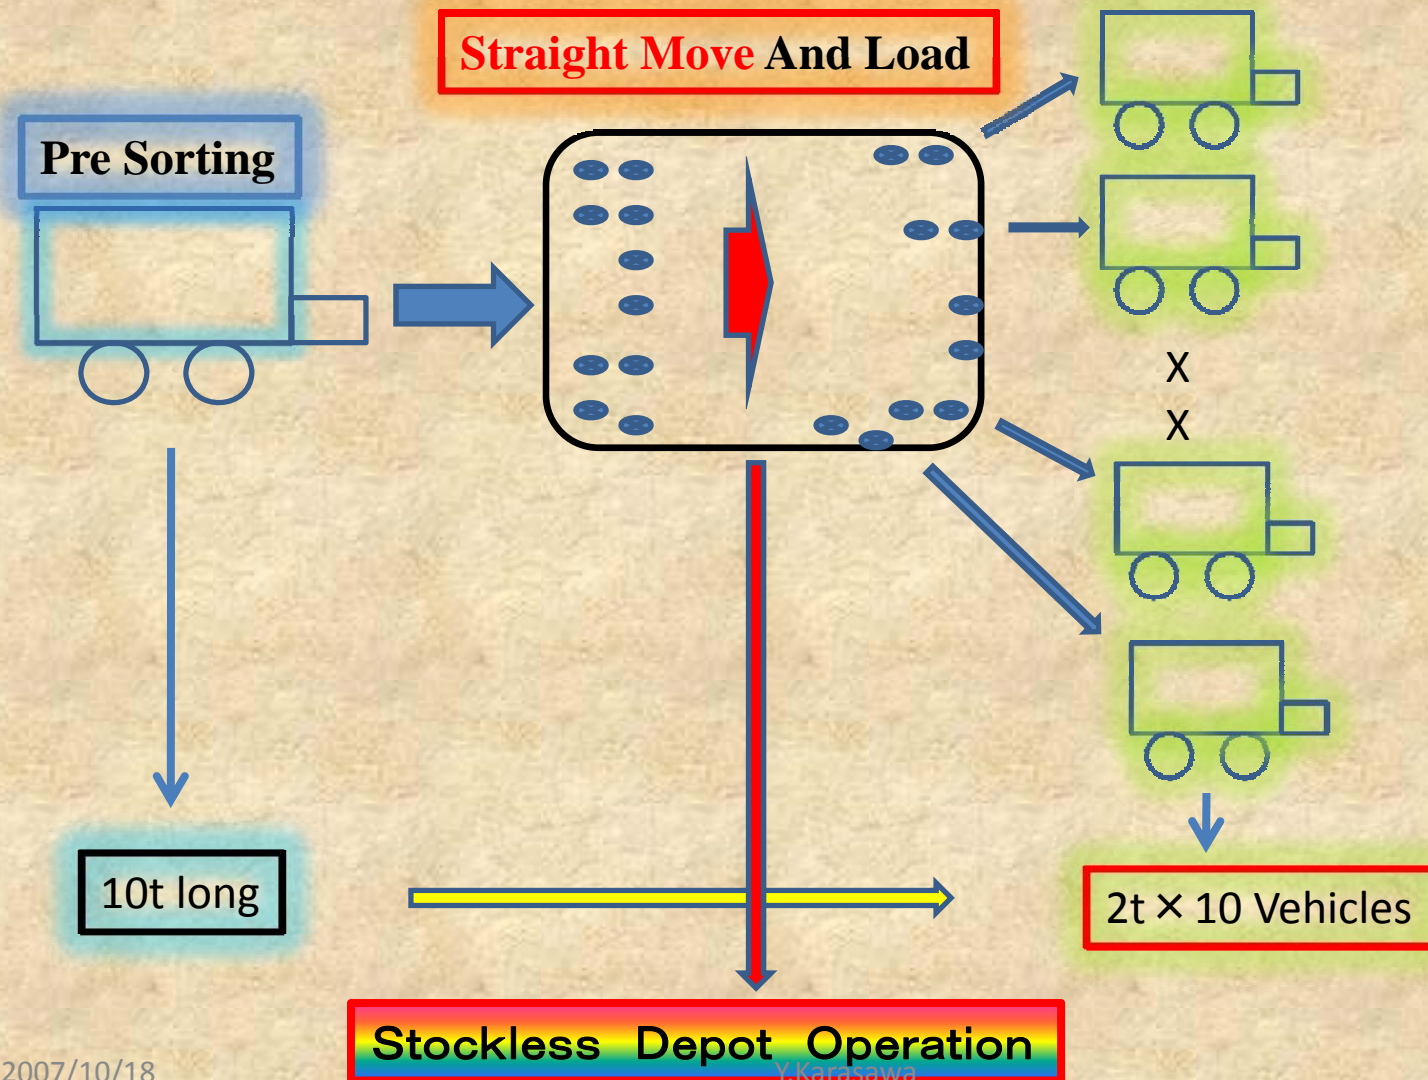 Straight Move And Load
Pre Sorting
X
X
10t long
2t × 10 Vehicles
Stockless Depot Operation
2007/10/18
Y.Karasawa